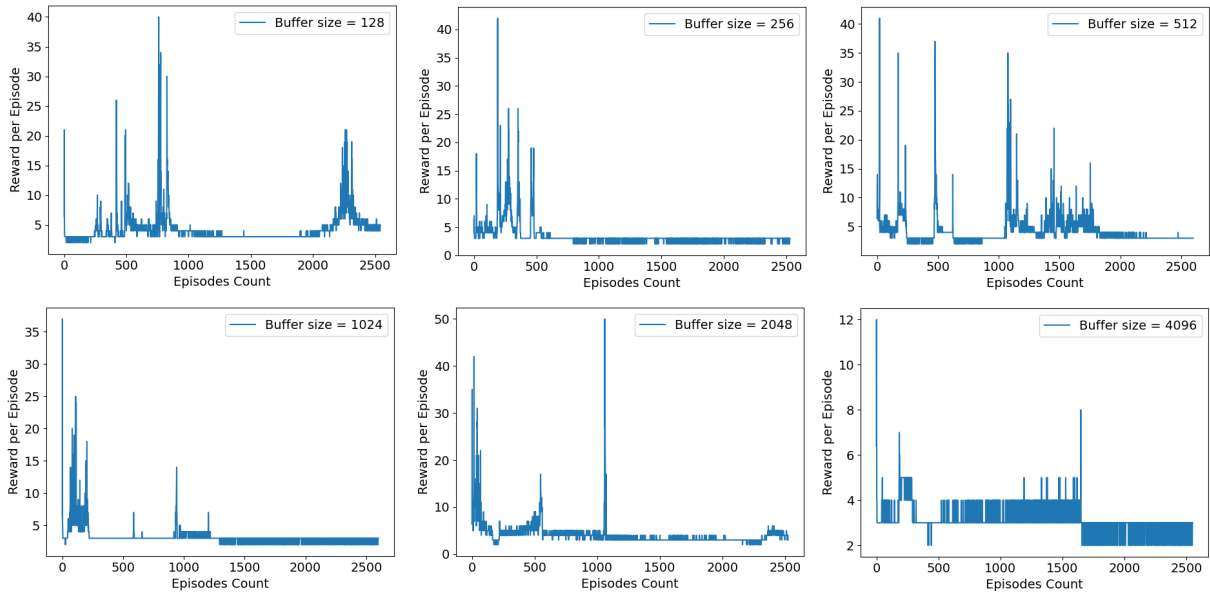 Buffer size = 128
40
35
30
25
20
15
10
5
Reward per Episode
0 500 1000 1500 2000 2500
Episodes Count
Buffer size = 256
40
35
30
25
20
15
10
5
0
Reward per Episode
0 500 1000 1500 2000 2500
Episodes Count
Buffer size = 512
40
35
30
25
20
15
10
5
Reward per Episode
0 500 1000 1500 2000 2500
Episodes Count
Buffer size = 1024
35
30
25
20
15
10
5
Reward per Episode
0 500 1000 1500 2000 2500
Episodes Count
Buffer size = 2048
50
40
30
20
10
0
Reward per Episode
0 500 1000 1500 2000 2500
Episodes Count
Buffer size = 4096
12
10
8
6
4
2
Reward per Episode
0 500 1000 1500 2000 2500
Episodes Count